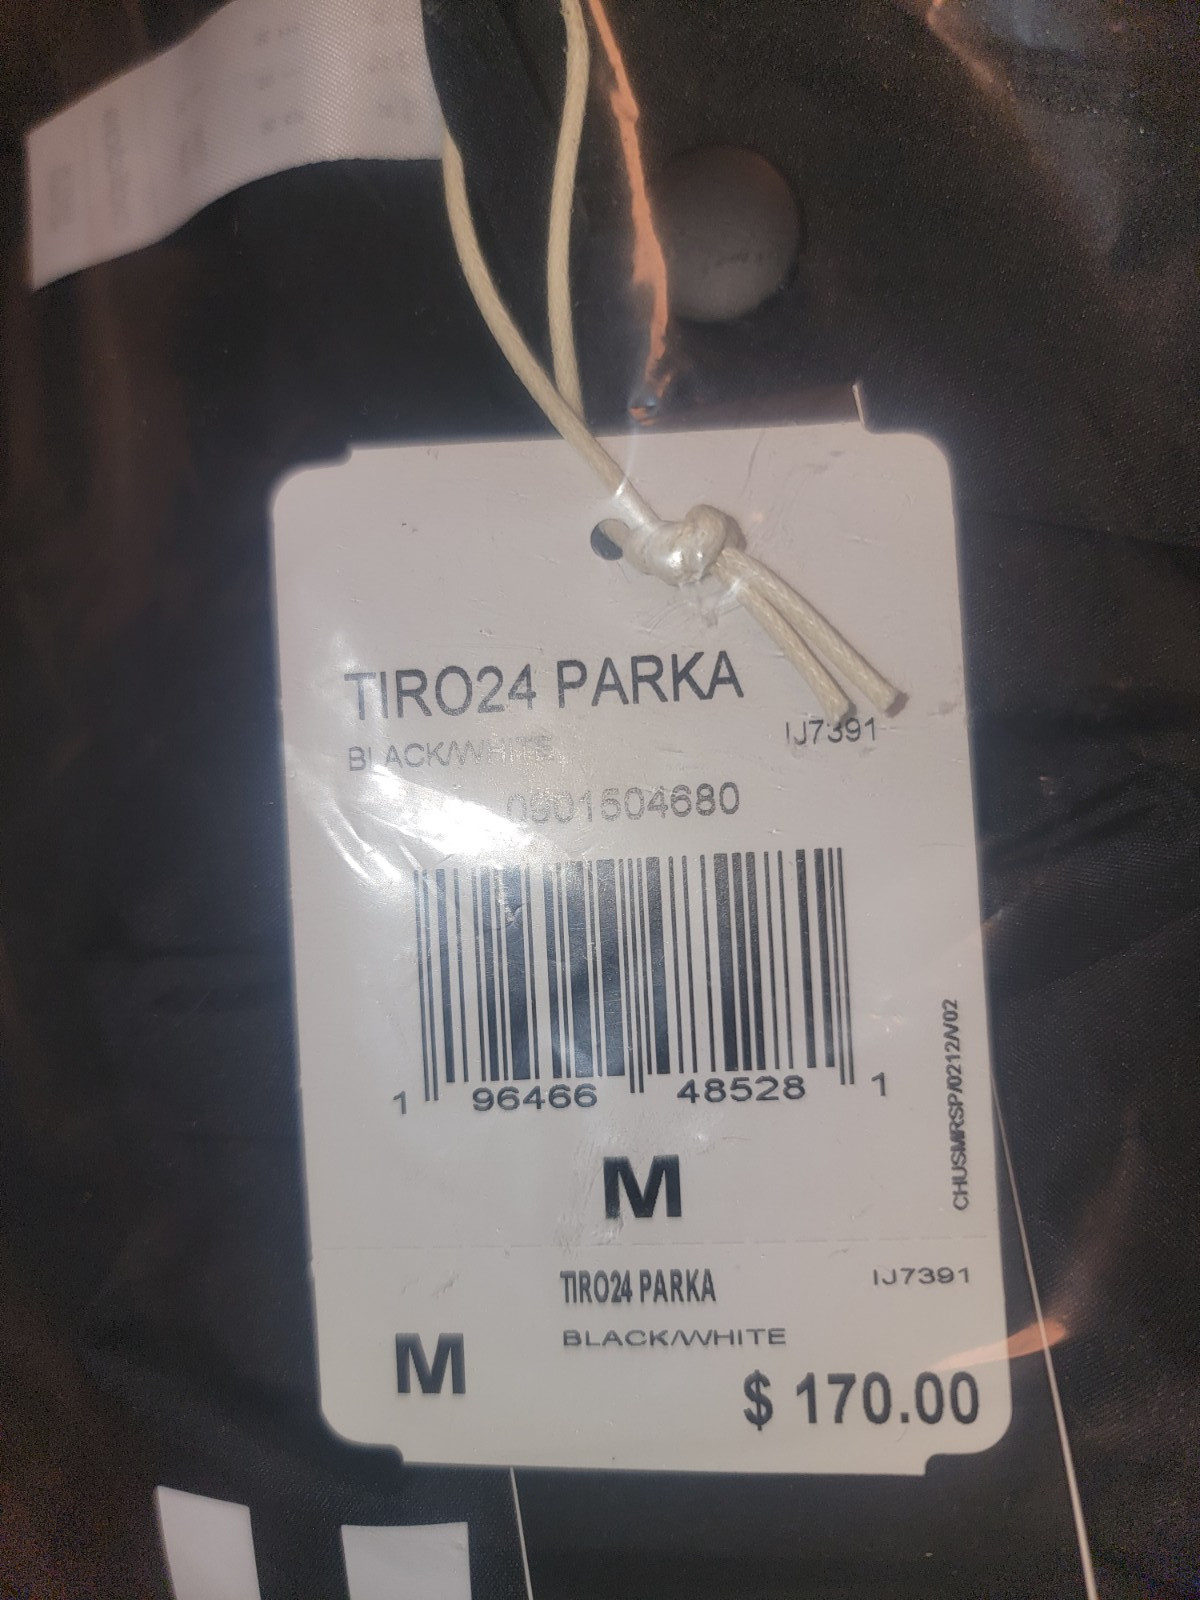 TIRO24 PARKA
IJ7391
BLACK/WHITE
0601504680
1 96466 48528 1
CHUSMRSP/0212/V02
M
TIRO24 PARKA
IJ7391
BLACK/WHITE
M
$ 170.00